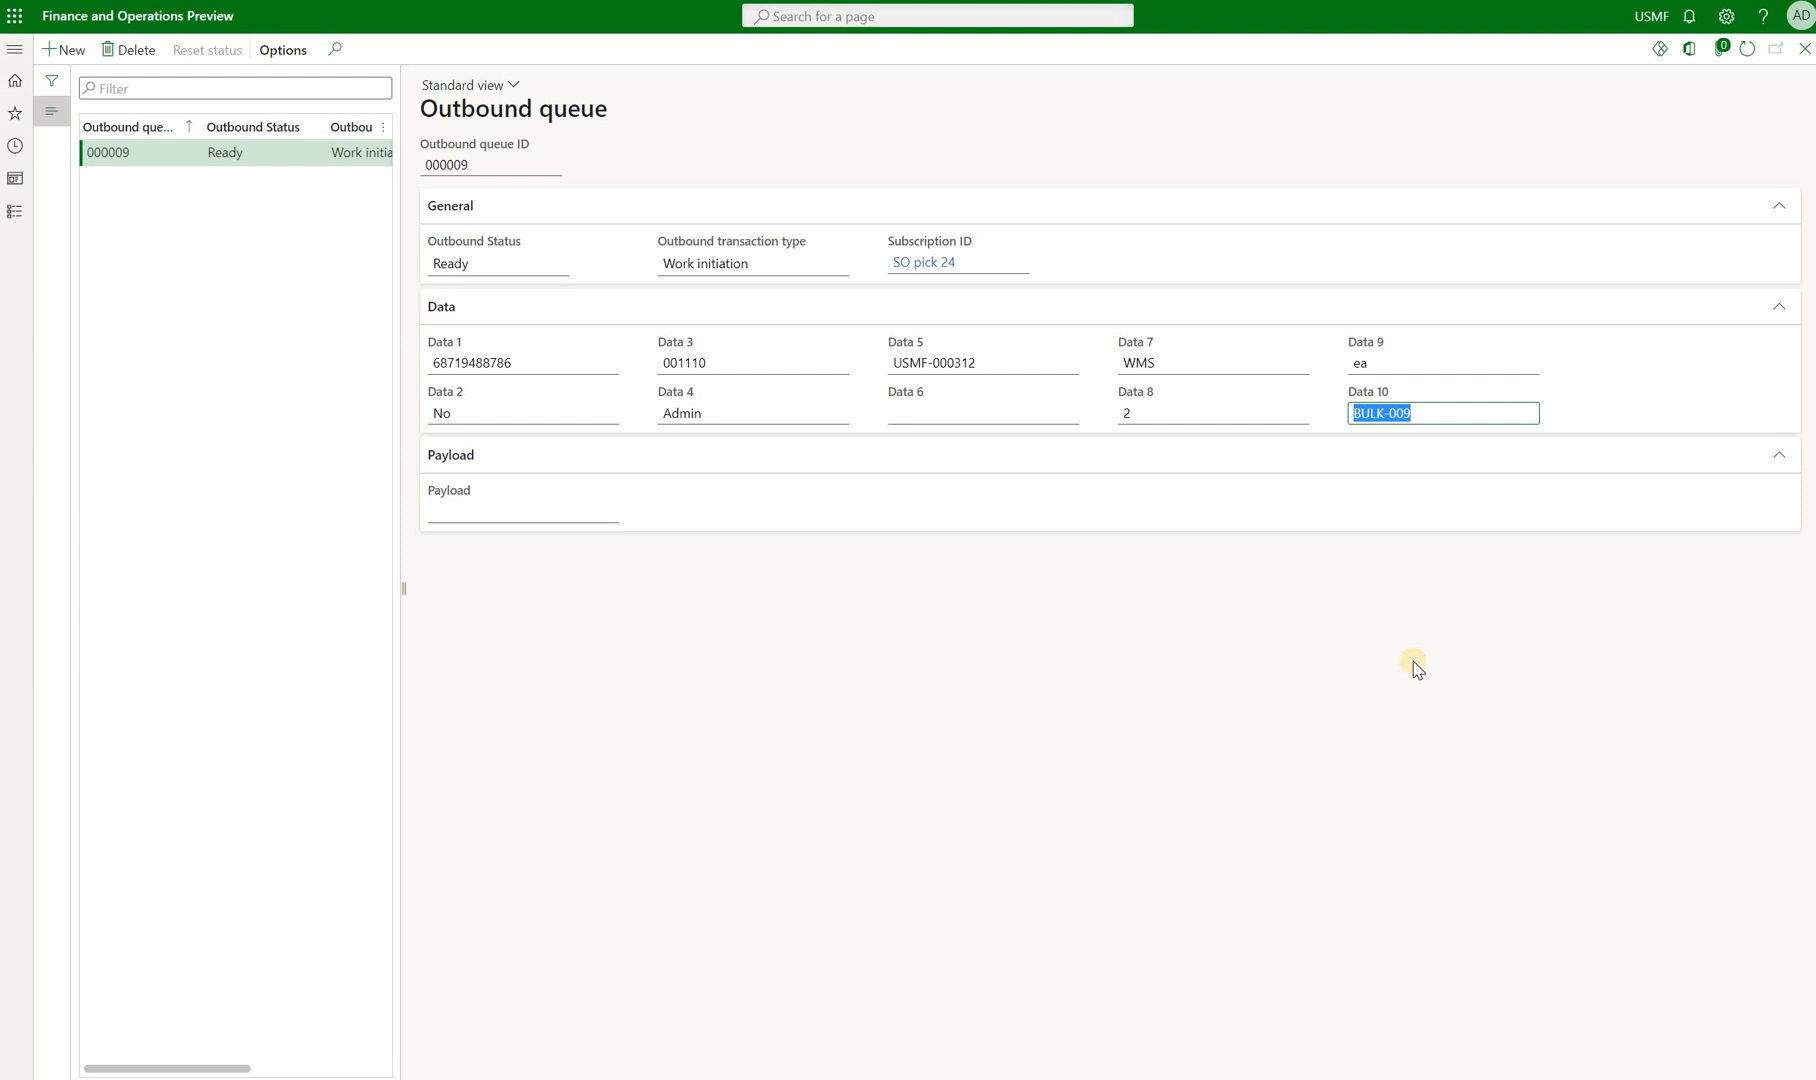 Finance and Operations Preview
Search for a page
USMF
AD
New
Delete
Reset status
Options
0
Filter
Outbound que...
Outbound Status
Outbou
000009
Ready
Work initia
Standard view
Outbound queue
Outbound queue ID
000009
General
Outbound Status
Outbound transaction type
Subscription ID
Ready
Work initiation
SO pick 24
Data
Data 1
Data 3
Data 5
Data 7
Data 9
68719488786
001110
USMF-000312
WMS
ea
Data 2
Data 4
Data 6
Data 8
Data 10
No
Admin
2
BULK-009
Payload
Payload